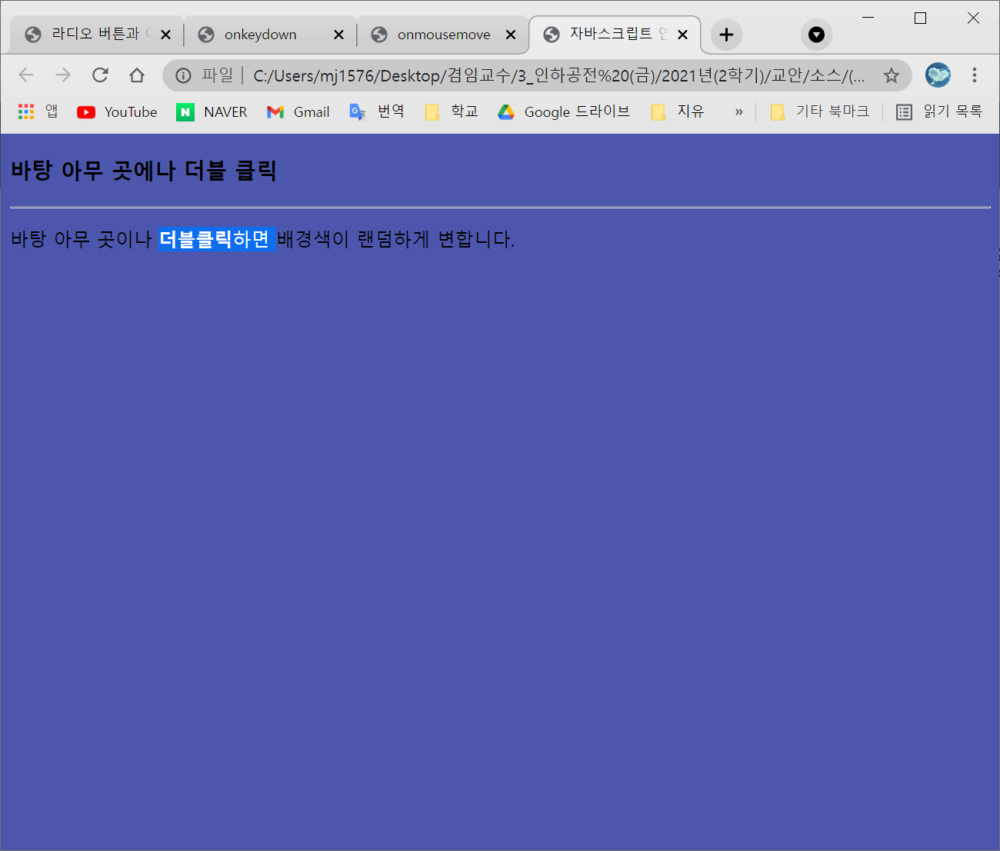 라디오 버튼과
onkeydown
onmousemove
자바스크립트
파일
C:/Users/mj1576/Desktop/겸임교수/3_인하공전%20(금)/2021년(2학기)/교안/소스/(...
앱
YouTube
NAVER
Gmail
번역
학교
Google 드라이브
지유
»
기타 북마크
읽기 목록
바탕 아무 곳에나 더블 클릭
바탕 아무 곳이나 더블클릭하면 배경색이 랜덤하게 변합니다.